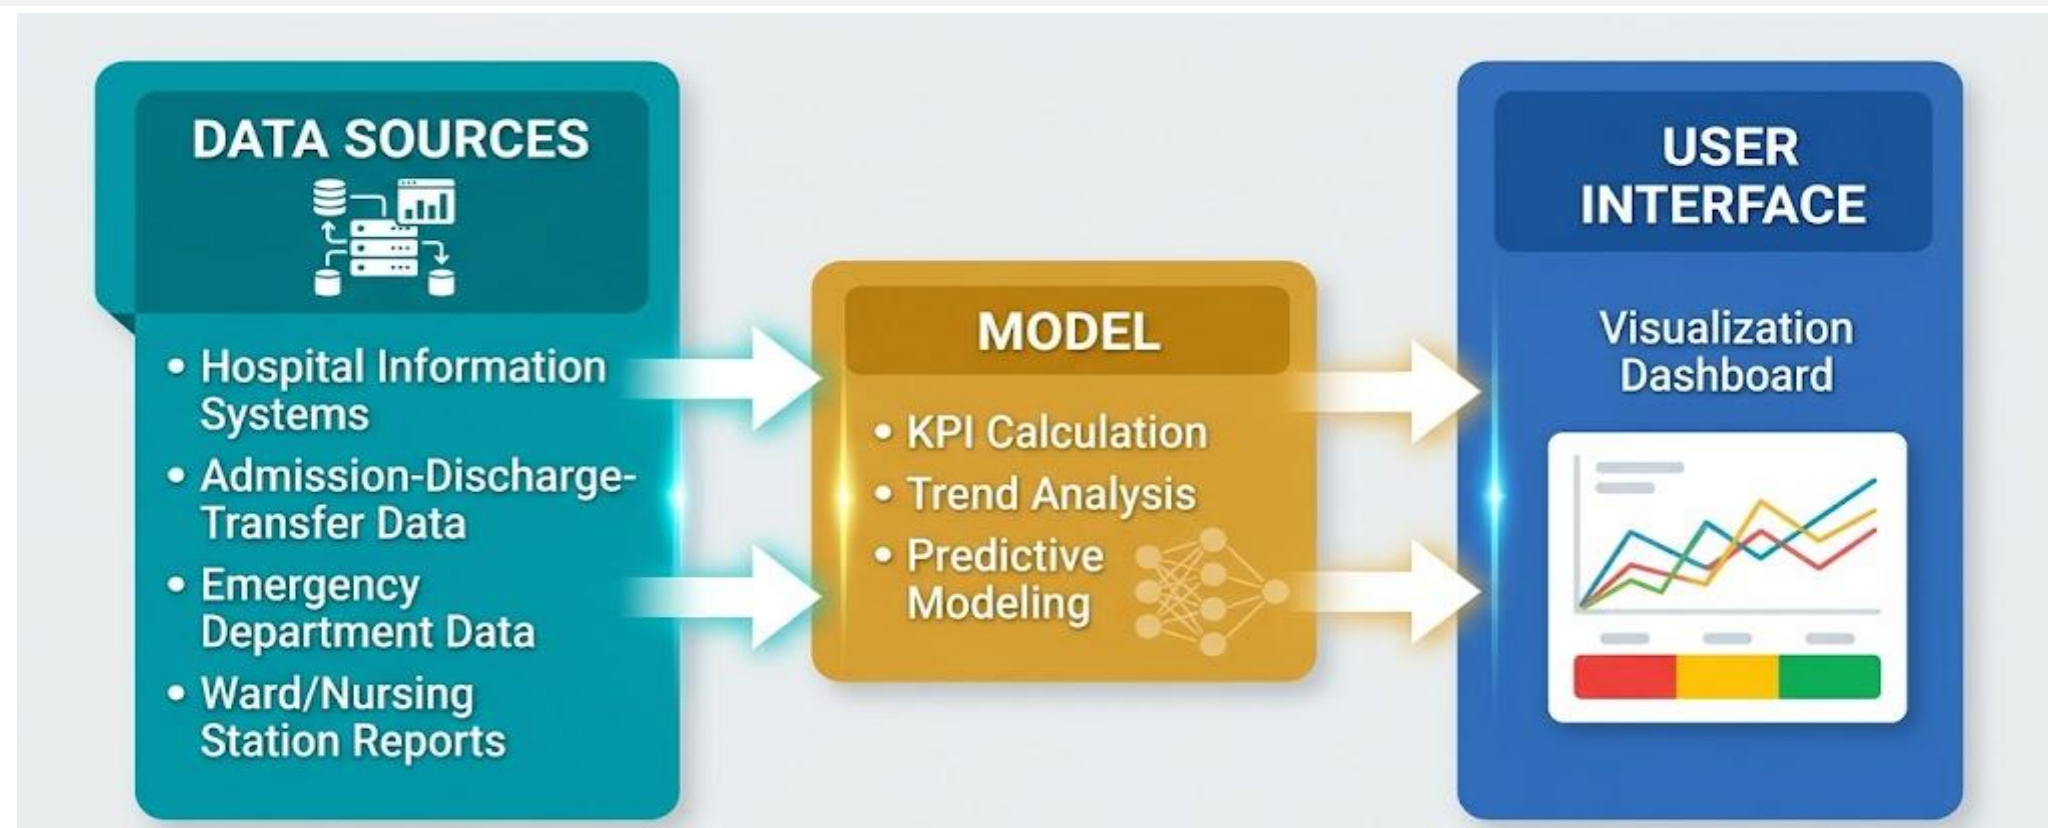 DATA SOURCES
• Hospital Information
Systems
• Admission-Discharge-
Transfer Data
• Emergency
Department Data
• Ward/Nursing
Station Reports
MODEL
• KPI Calculation
• Trend Analysis
• Predictive
Modeling
USER
INTERFACE
Visualization
Dashboard